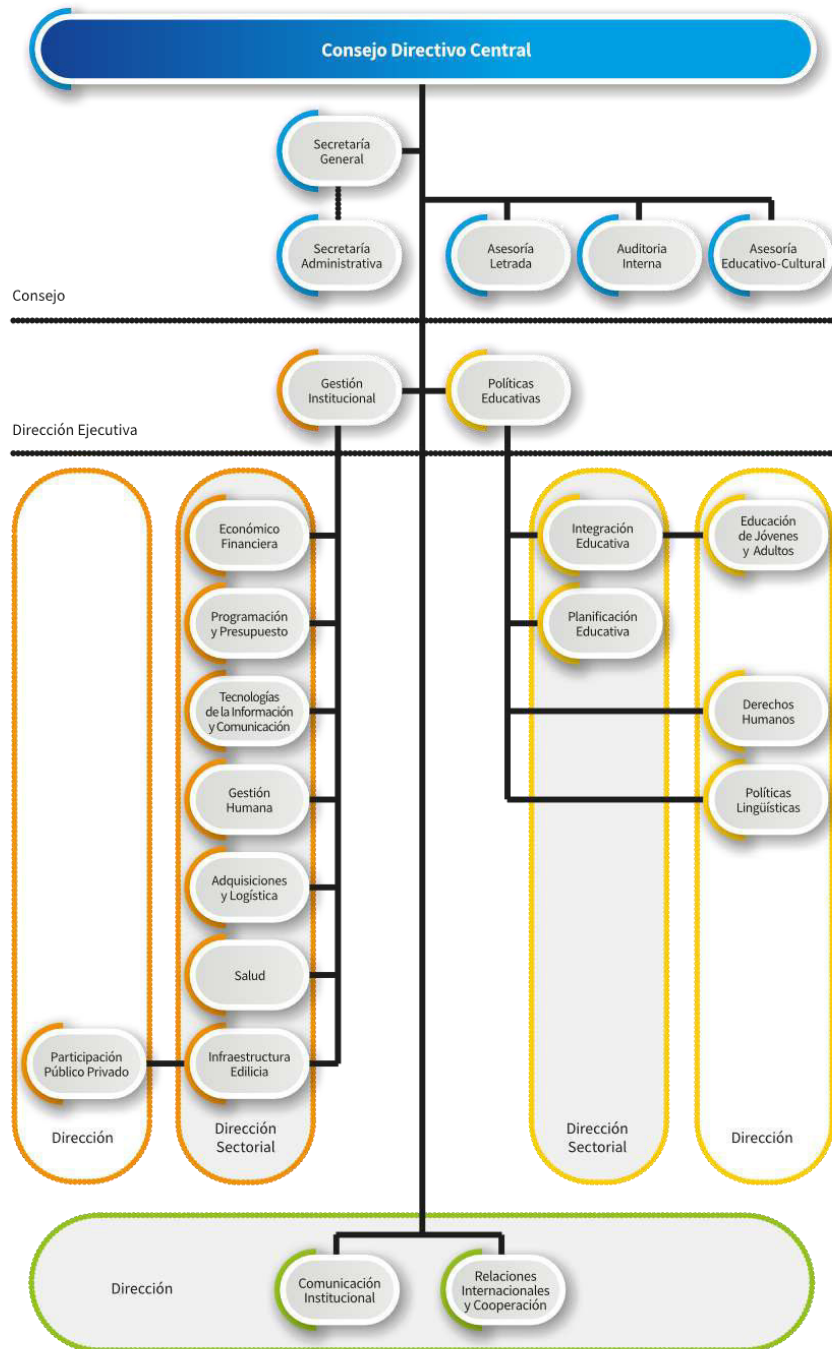 Consejo Directivo Central
Secretaría
General
Secretaría
Administrativa
Asesoría
Letrada
Auditoria
Interna
Asesoría
Educativo-Cultural
Consejo
Gestión
Institucional
Políticas
Educativas
Dirección Ejecutiva
Económico
Financiera
Integración
Educativa
Educación
de Jóvenes
y Adultos
Programación
y Presupuesto
Planificación
Educativa
Tecnologías
de la Información
y Comunicación
Derechos
Humanos
Gestión
Humana
Políticas
Lingüísticas
Adquisiciones
y Logística
Salud
Participación
Público Privado
Infraestructura
Edilicia
Dirección
Dirección
Sectorial
Dirección
Sectorial
Dirección
Dirección
Comunicación
Institucional
Relaciones
Internacionales
y Cooperación